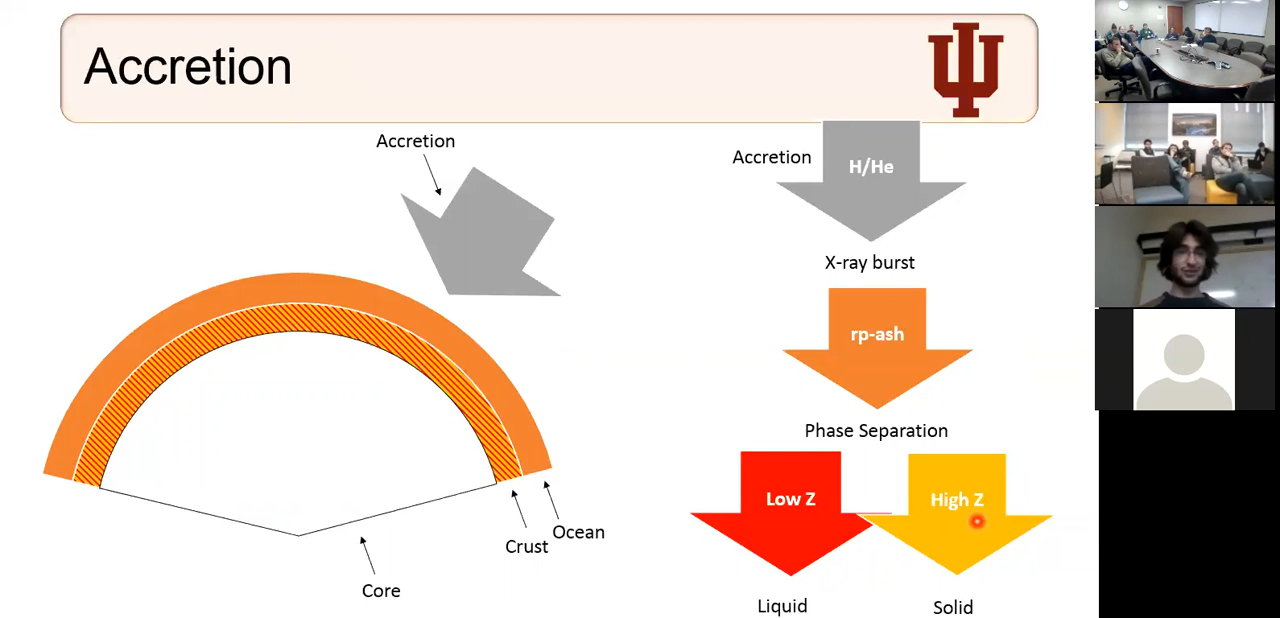 Accretion
Accretion
Crust
Ocean
Core
Accretion
H/He
X-ray burst
rp-ash
Phase Separation
Low Z
High Z
Liquid
Solid